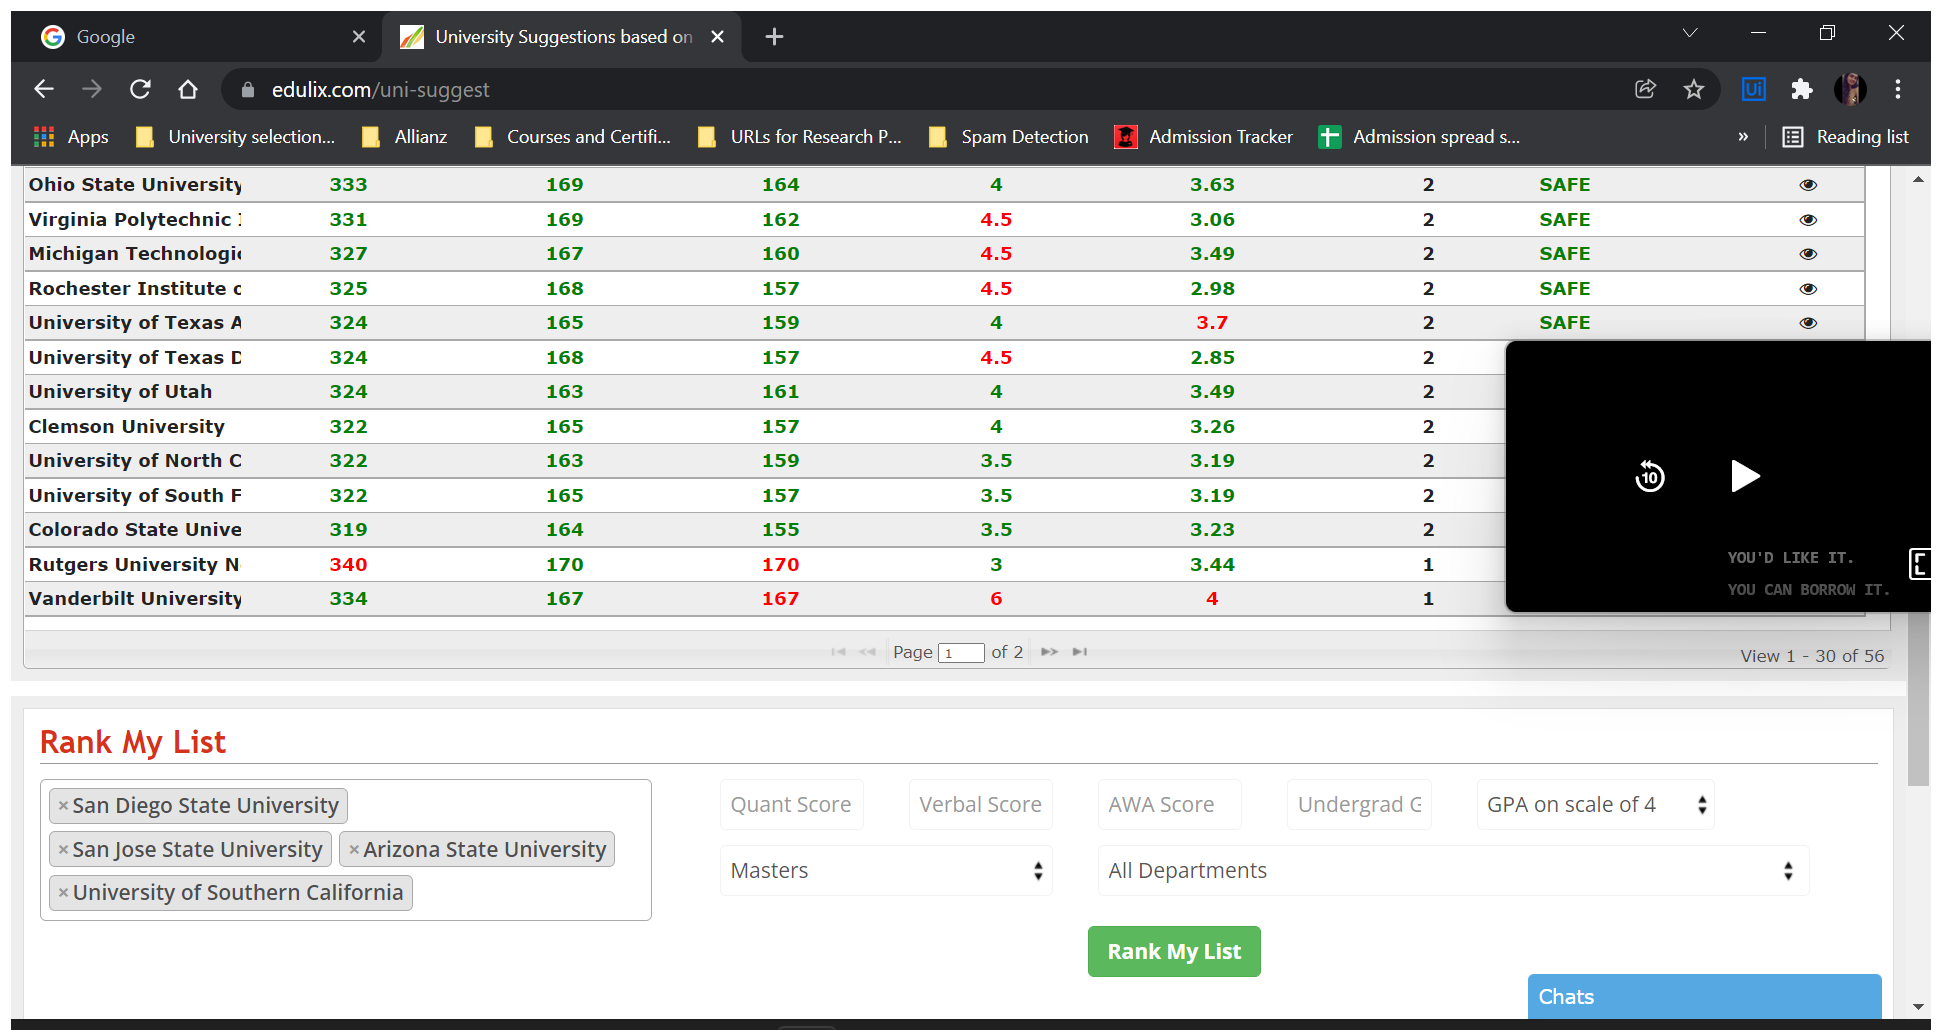 Google
University Suggestions based on
edulix.com/uni-suggest
Ui
Apps University selection... Allianz Courses and Certifi... URLs for Research P... Spam Detection Admission Tracker Admission spread s... » Reading list
Ohio State University 333 169 164 4 3.63 2 SAFE
Virginia Polytechnic 331 169 162 4.5 3.06 2 SAFE
Michigan Technologic 327 167 160 4.5 3.49 2 SAFE
Rochester Institute o 325 168 157 4.5 2.98 2 SAFE
University of Texas A 324 165 159 4 3.7 2 SAFE
University of Texas D 324 168 157 4.5 2.85 2
University of Utah 324 163 161 4 3.49 2
Clemson University 322 165 157 4 3.26 2
University of North C 322 163 159 3.5 3.19 2
University of South F 322 165 157 3.5 3.19 2
Colorado State Unive 319 164 155 3.5 3.23 2
Rutgers University N 340 170 170 3 3.44 1
Vanderbilt University 334 167 167 6 4 1
10
YOU'D LIKE IT.
YOU CAN BORROW IT.
Page 1 of 2
View 1 - 30 of 56
Rank My List
×San Diego State University
×San Jose State University ×Arizona State University
×University of Southern California
Quant Score Verbal Score AWA Score Undergrad G GPA on scale of 4
Masters All Departments
Rank My List
Chats